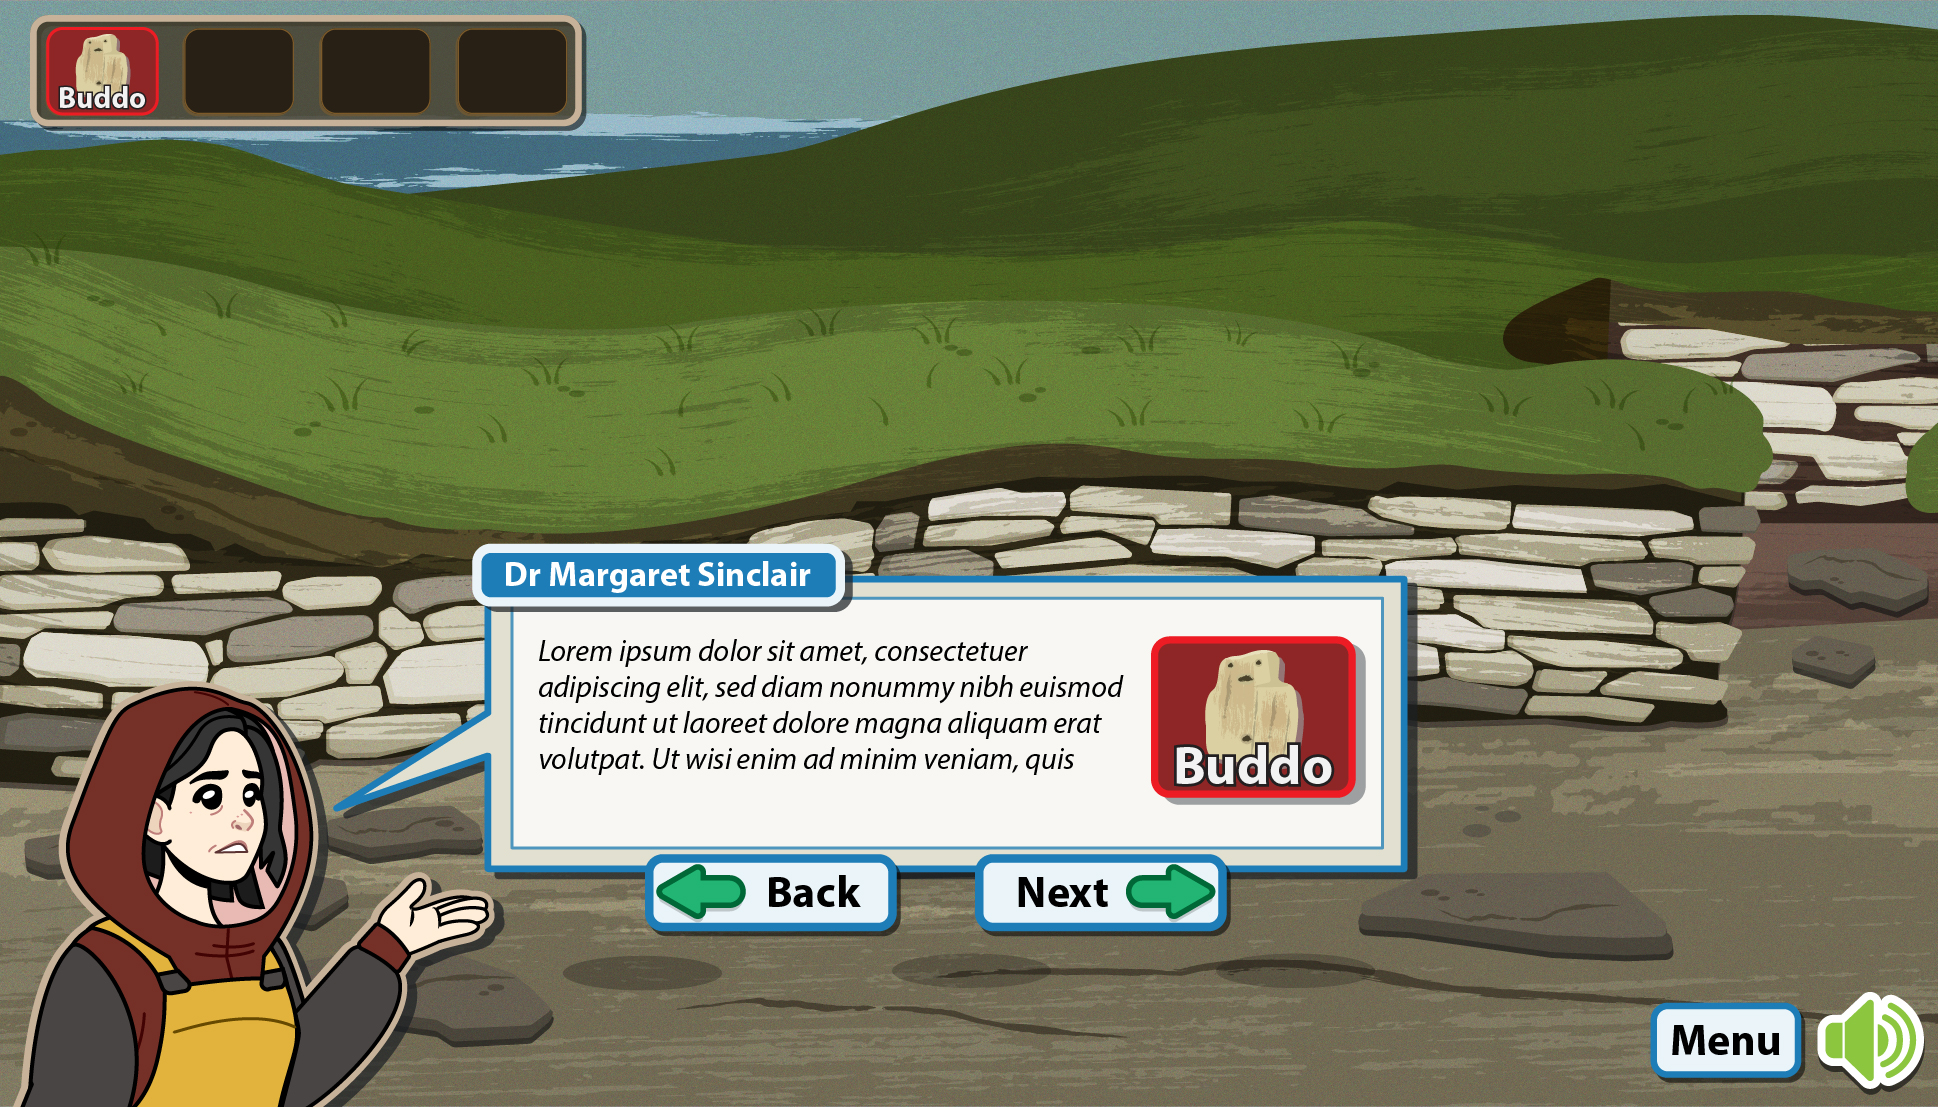 Buddo
Dr Margaret Sinclair
Lorem ipsum dolor sit amet, consectetuer
adipiscing elit, sed diam nonummy nibh euismod
tincidunt ut laoreet dolore magna aliquam erat
volutpat. Ut wisi enim ad minim veniam, quis
Buddo
Back
Next
Menu